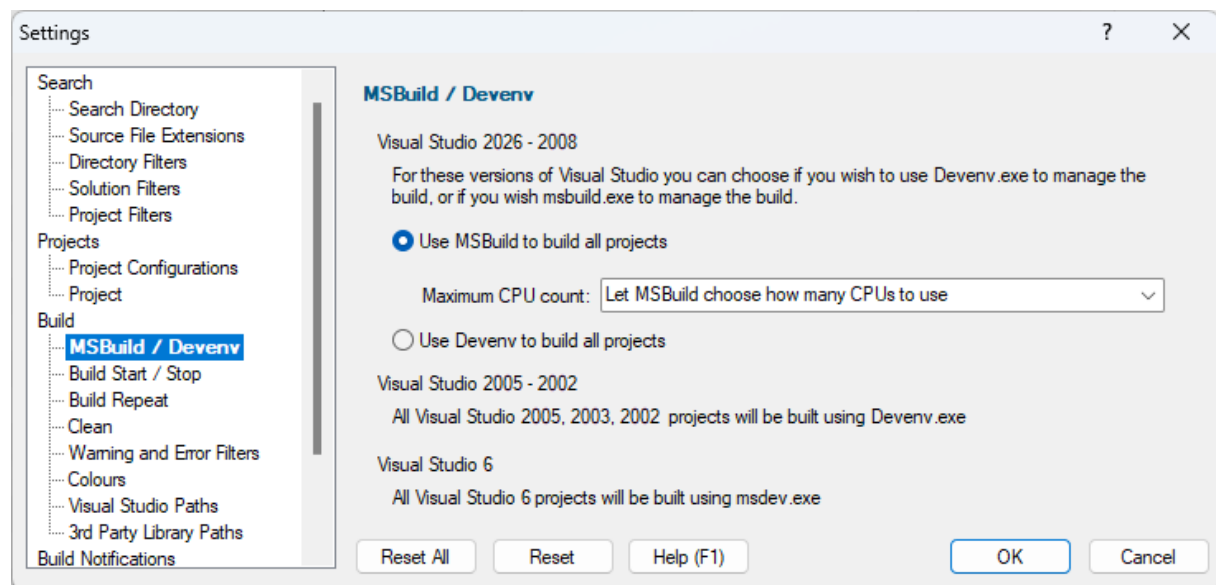 Settings
?
Search
Search Directory
Source File Extensions
Directory Filters
Solution Filters
Project Filters
Projects
Project Configurations
Project
Build
MSBuild / Devenv
Build Start / Stop
Build Repeat
Clean
Warning and Error Filters
Colours
Visual Studio Paths
3rd Party Library Paths
Build Notifications
MSBuild / Devenv
Visual Studio 2026 - 2008
For these versions of Visual Studio you can choose if you wish to use Devenv.exe to manage the
build, or if you wish msbuild.exe to manage the build.
Use MSBuild to build all projects
Maximum CPU count: Let MSBuild choose how many CPUs to use
Use Devenv to build all projects
Visual Studio 2005 - 2002
All Visual Studio 2005, 2003, 2002 projects will be built using Devenv.exe
Visual Studio 6
All Visual Studio 6 projects will be built using msdev.exe
Reset All Reset Help (F1) OK Cancel